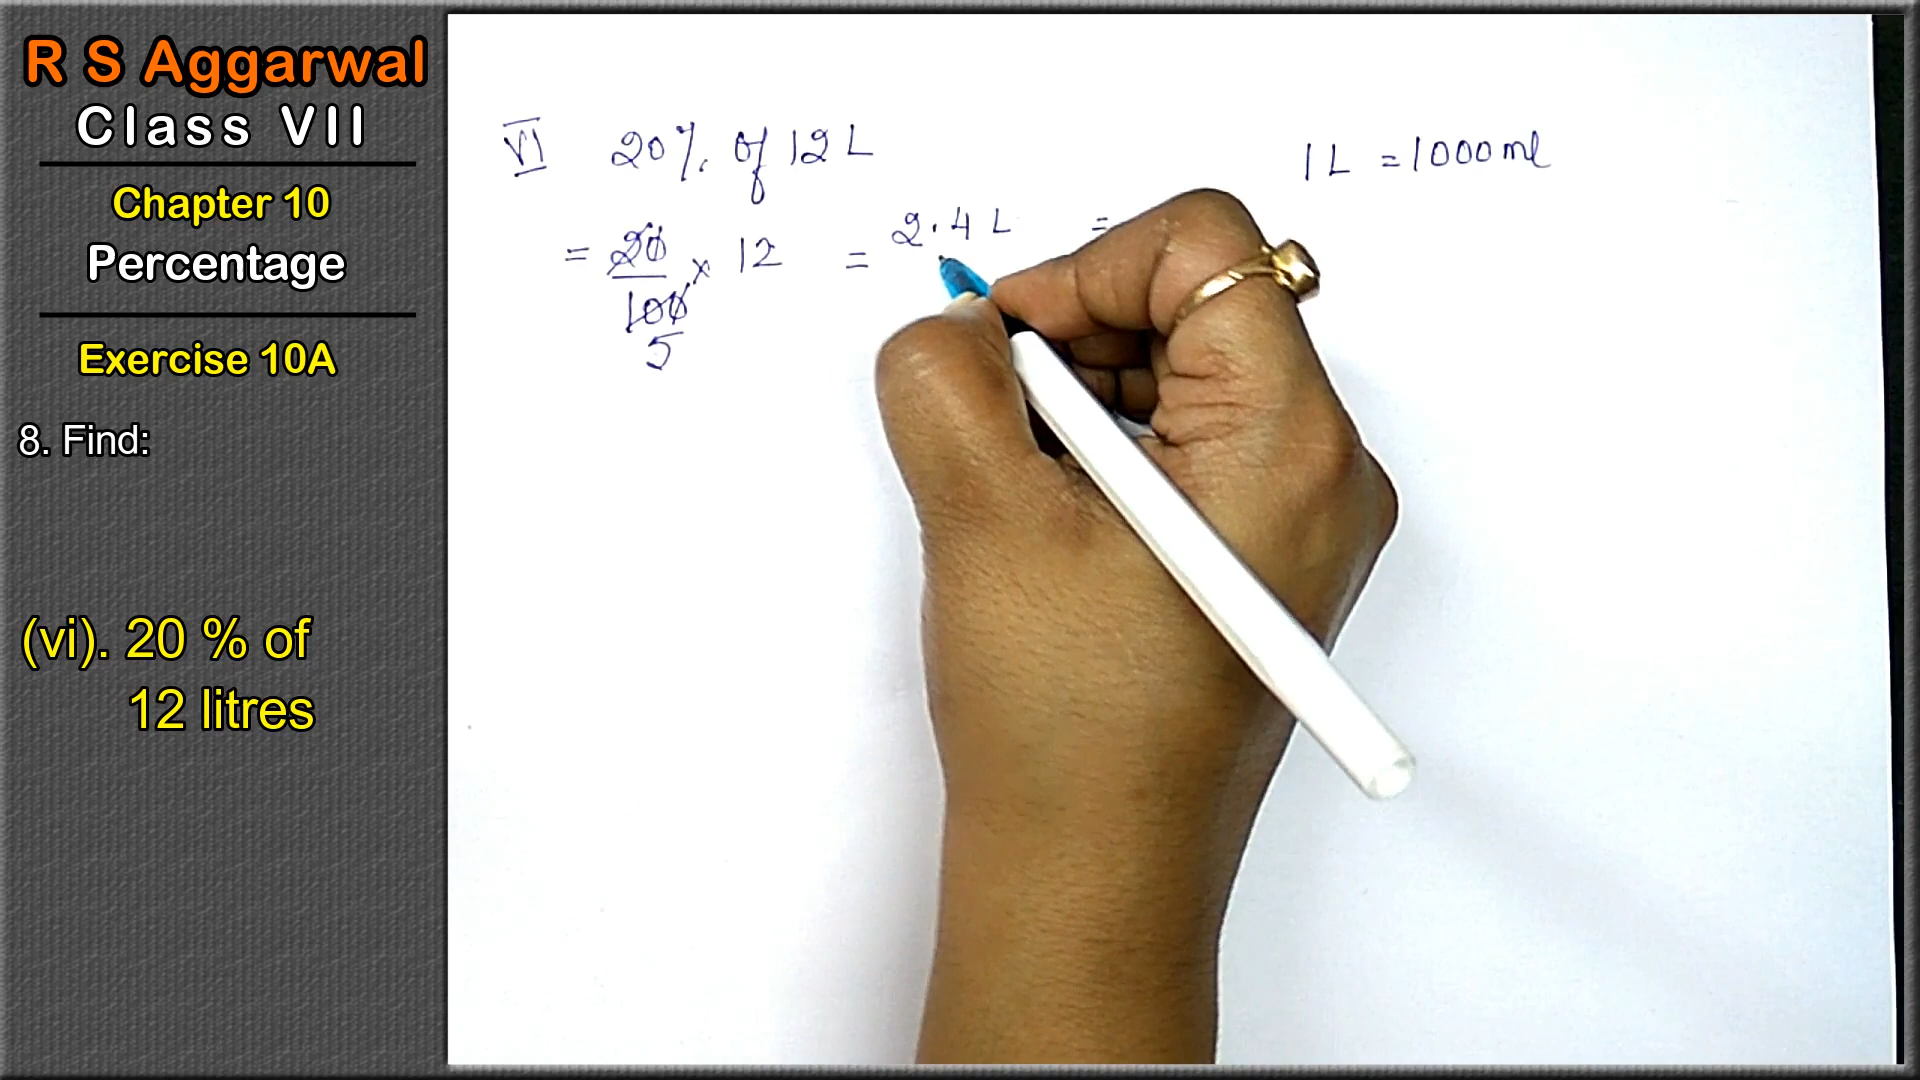 R S Aggarwal
Class VII
Chapter 10
Percentage
Exercise 10A
8. Find:
(vi). 20 % of
12 litres
VI 20% of 12 L
1 L = 1000 ml
= 20/100 × 12 = 2.4 L =
5